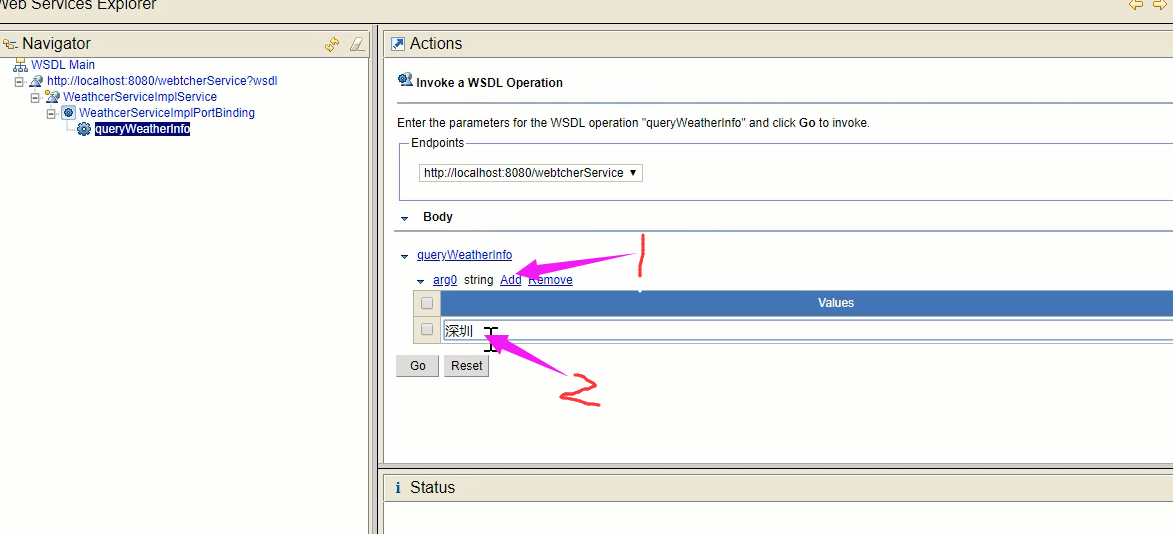 Web Services Explorer
Navigator
WSDL Main
http://localhost:8080/webtcherService?wsdl
WeathcerServiceImplService
WeathcerServiceImplPortBinding
queryWeatherInfo
Actions
Invoke a WSDL Operation
Enter the parameters for the WSDL operation "queryWeatherInfo" and click Go to invoke.
Endpoints
http://localhost:8080/webtcherService
Body
queryWeatherInfo
1
arg0 string Add Remove
Values
深圳
2
Go Reset
i Status